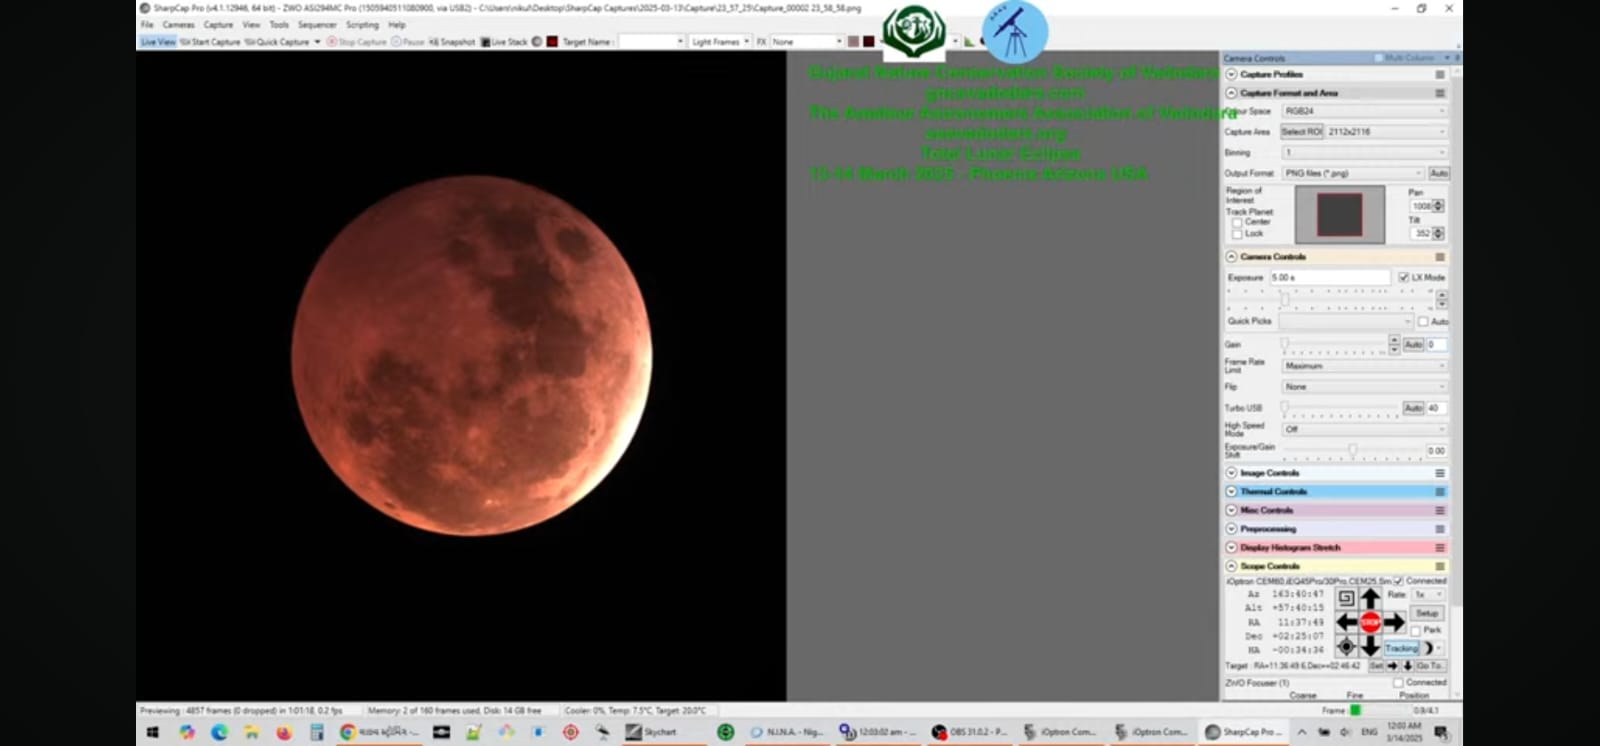 SharpCap Pro (v4.1.12946, 64 bit) - ZWO ASI294MC Pro (1505940511080900, via USB2) - C:\Users\nikul\Desktop\SharpCap Captures\2025-03-13\Capture\23_57_25\Capture_00002 23_58_58.png
File Cameras Capture View Tools Sequencer Scripting Help
Live View Start Capture Quick Capture Stop Capture Pause Snapshot Live Stack Target Name : Light Frames FX None
Gujarat Nature Conservation Society of Vadodara
gncsvadodara.com
The Amateur Astronomers Association of Vadodara
aaavadodara.org
Total Lunar Eclipse
13-14 March 2025 - Phoenix Arizona USA
Camera Controls Multi Column
Capture Profiles
Capture Format and Area
Colour Space RGB24
Capture Area Select ROI 2112x2116
Binning 1
Output Format PNG files (*.png) Auto
Region of Interest
Pan
1008
Track Planet
Center
Lock
Tilt
352
Camera Controls
Exposure 5.00 s LX Mode
Quick Picks Auto
Gain Auto 0
Frame Rate Limit Maximum
Flip None
Turbo USB Auto 40
High Speed Mode Off
Exposure/Gain Shift 0.00
Image Controls
Thermal Controls
Misc Controls
Preprocessing
Display Histogram Stretch
Scope Controls
iOptron CEM60,iEQ45Pro/30Pro,CEM25,Sm Connected
Az 163:40:47 Rate: 1x
Alt +57:40:15 Setup
RA 11:37:49 STOP
Dec +02:25:07 Park
HA -00:34:36 Tracking
Target : RA=11:36:49.6,Dec=+02:46:42 Set Go To..
ZWO Focuser (1) Connected
Coarse Fine Position
Previewing : 4857 frames (0 dropped) in 1:01:18, 0.2 fps Memory: 2 of 160 frames used, Disk: 14 GB free Cooler: 0%, Temp: 7.5°C, Target: 20.0°C Frame :
Skychart N.I.N.A. - Nig... 12:03:02 am - ... OBS 31.0.2 - P... iOptron Com... iOptron Com... SharpCap Pro ... ENG 12:03 AM
3/14/2025